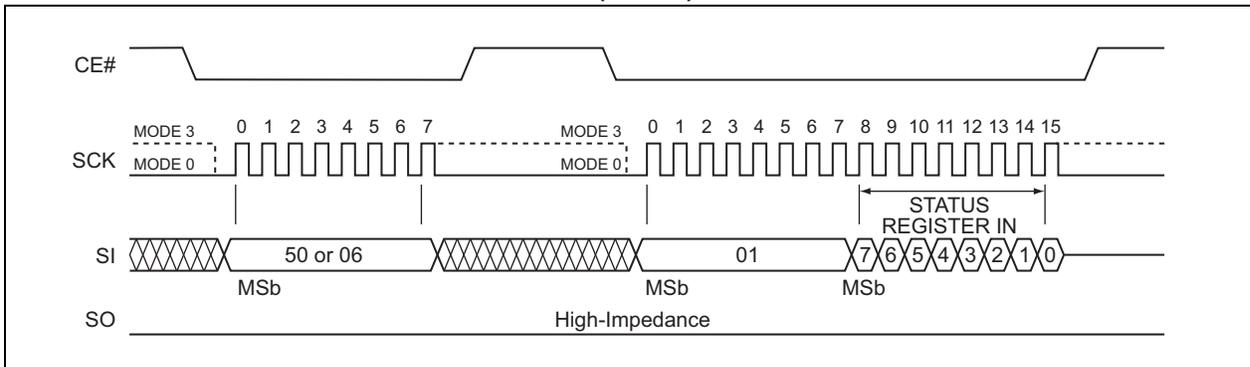 CE#
MODE 3 0 1 2 3 4 5 6 7 MODE 3 0 1 2 3 4 5 6 7 8 9 10 11 12 13 14 15
SCK MODE 0 MODE 0
STATUS
REGISTER IN
SI 50 or 06 01 7 6 5 4 3 2 1 0
MSb MSb MSb
SO High-Impedance